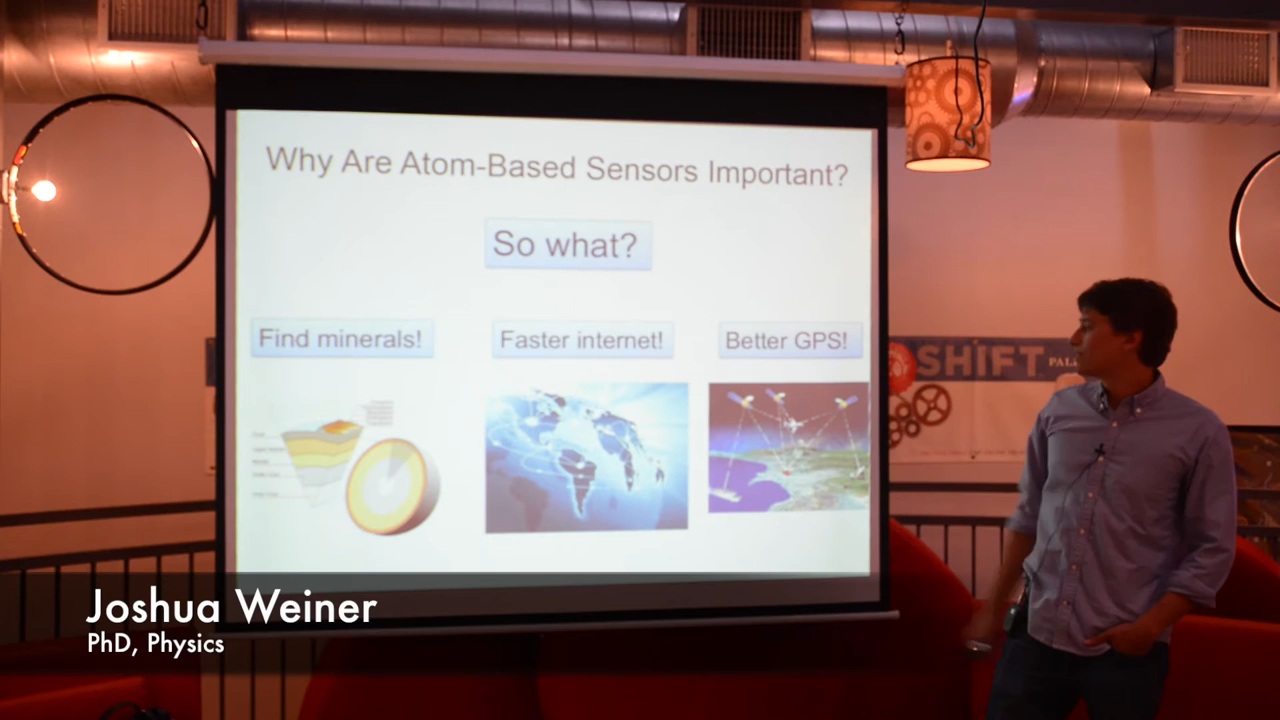 Why Are Atom-Based Sensors Important?
So what?
Find minerals!
Faster internet!
Better GPS!
SHIFT
Joshua Weiner
PhD, Physics